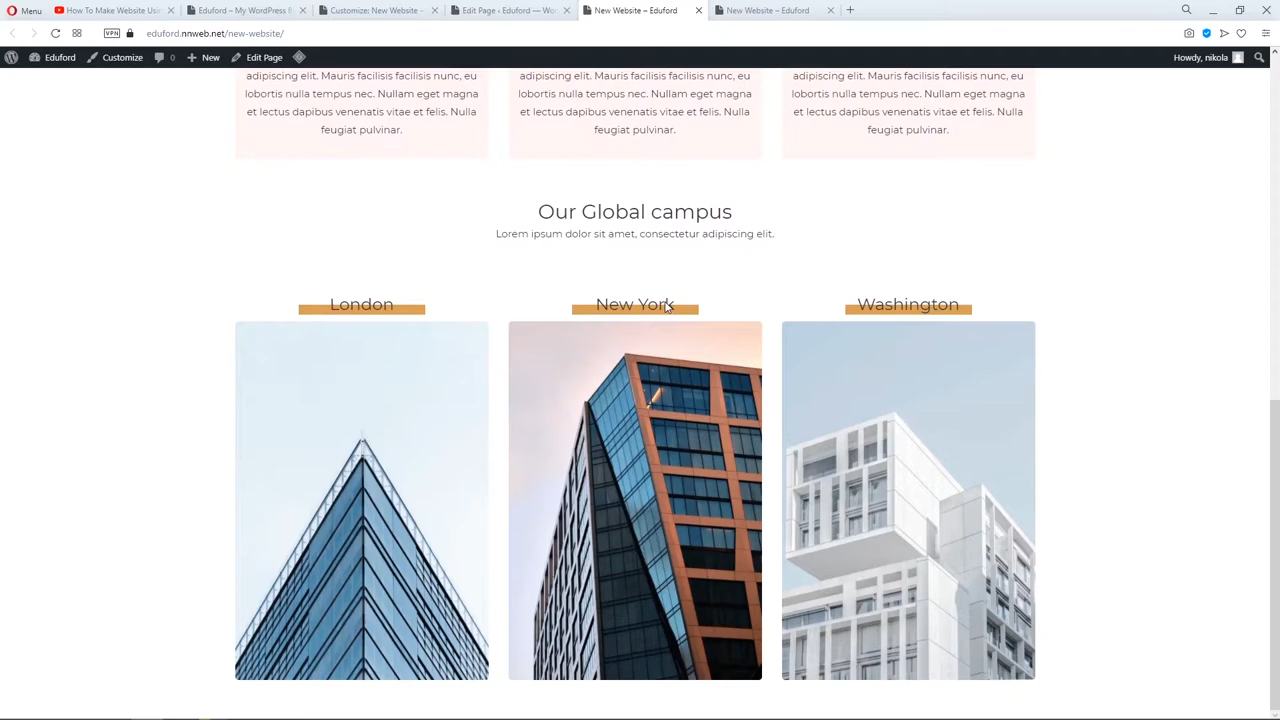 Menu
How To Make Website Usin
Eduford – My WordPress B
Customize: New Website -
Edit Page ‹ Eduford — Wo
New Website – Eduford
New Website – Eduford
VPN
eduford.nnweb.net/new-website/
Eduford
Customize
0
New
Edit Page
Howdy, nikola
adipiscing elit. Mauris facilisis facilisis nunc, eu
lobortis nulla tempus nec. Nullam eget magna
et lectus dapibus venenatis vitae et felis. Nulla
feugiat pulvinar.
adipiscing elit. Mauris facilisis facilisis nunc, eu
lobortis nulla tempus nec. Nullam eget magna
et lectus dapibus venenatis vitae et felis. Nulla
feugiat pulvinar.
adipiscing elit. Mauris facilisis facilisis nunc, eu
lobortis nulla tempus nec. Nullam eget magna
et lectus dapibus venenatis vitae et felis. Nulla
feugiat pulvinar.
Our Global campus
Lorem ipsum dolor sit amet, consectetur adipiscing elit.
London
New York
Washington